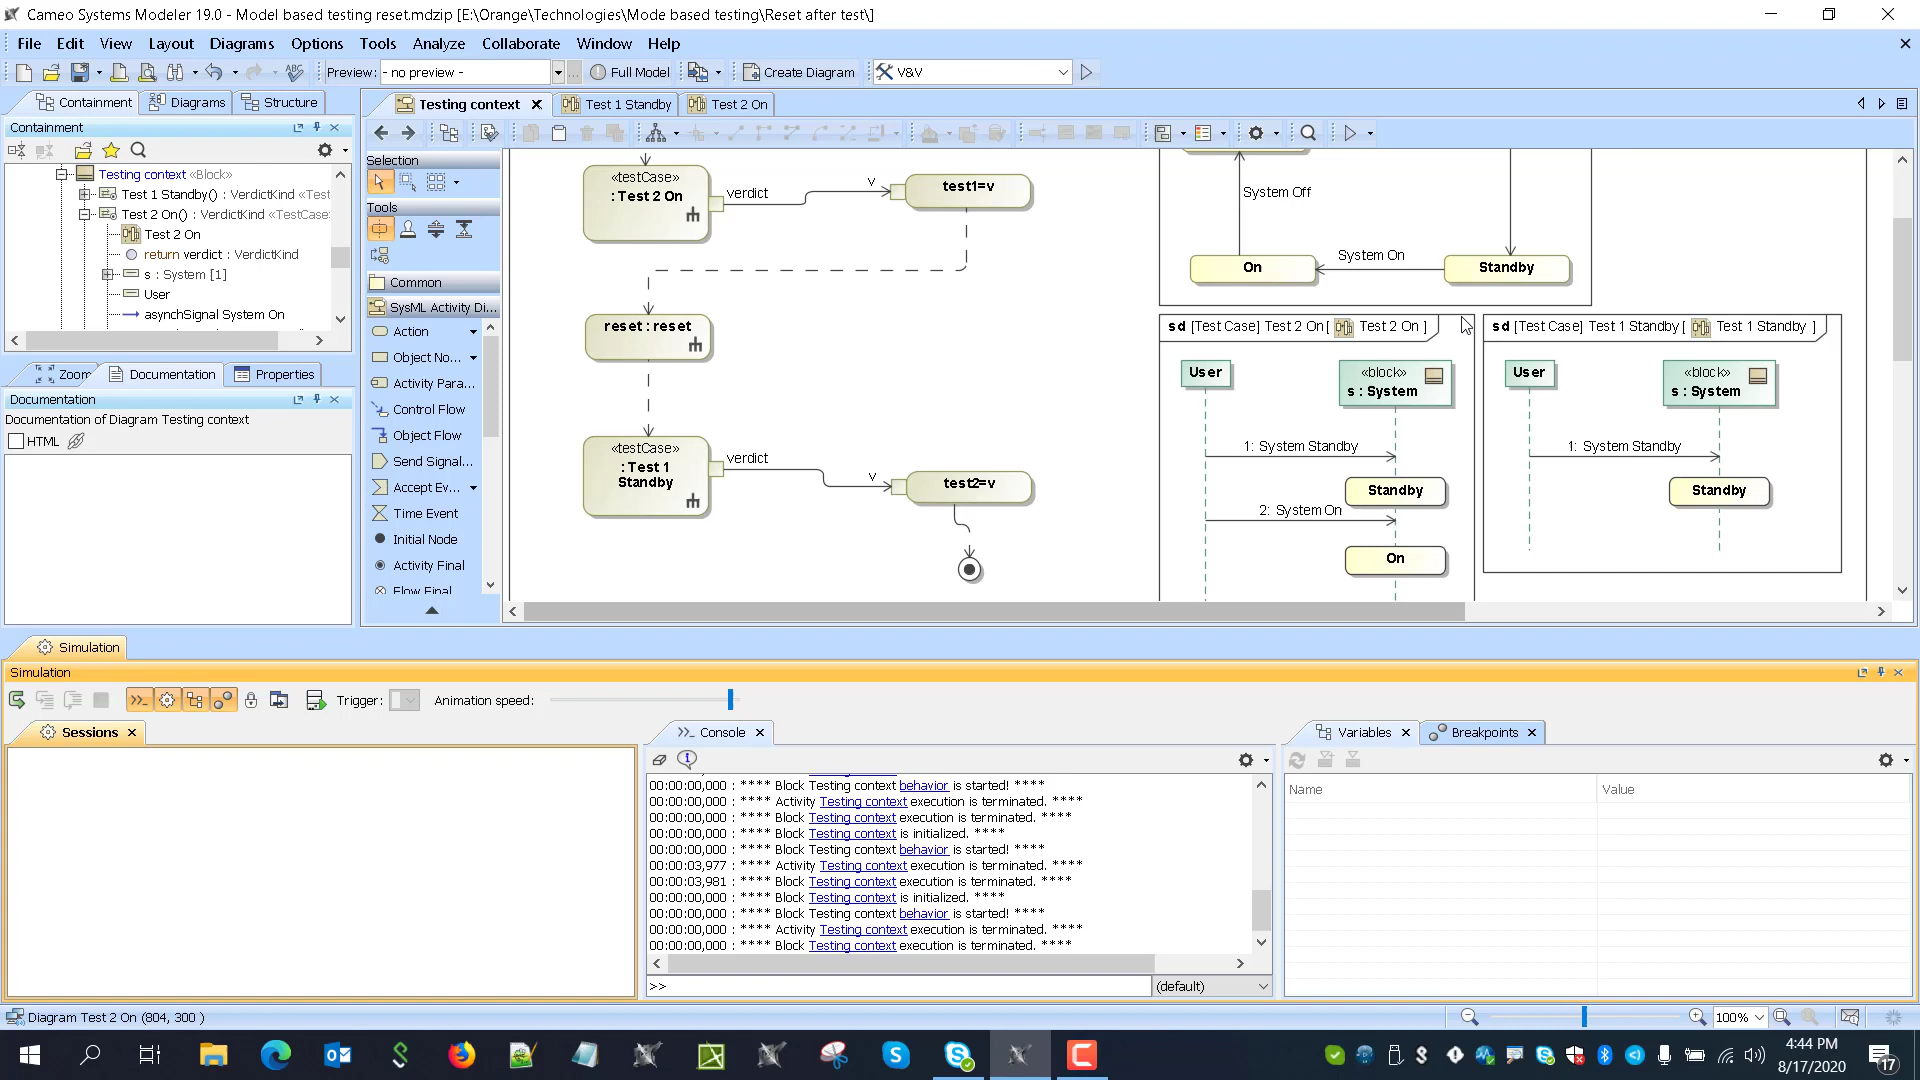 Cameo Systems Modeler 19.0 - Model based testing reset.mdzip [E:\Orange\Technologies\Mode based testing\Reset after test\]
File Edit View Layout Diagrams Options Tools Analyze Collaborate Window Help
Preview: - no preview - ... Full Model Create Diagram V&V
Containment Diagrams Structure
Testing context Test 1 Standby Test 2 On
Containment
Testing context «Block»
Test 1 Standby() : VerdictKind «Test
Test 2 On() : VerdictKind «TestCase
Test 2 On
return verdict : VerdictKind
s : System [1]
User
asynchSignal System On
Zoom Documentation Properties
Documentation
Documentation of Diagram Testing context
HTML
Selection
Tools
Common
SysML Activity Di...
Action
Object No...
Activity Para...
Control Flow
Object Flow
Send Signal...
Accept Ev...
Time Event
Initial Node
Activity Final
Flow Final
«testCase»
: Test 2 On
verdict
v
test1=v
reset : reset
«testCase»
: Test 1
Standby
verdict
v
test2=v
System Off
System On
On
Standby
sd [Test Case] Test 2 On [ Test 2 On ]
User
«block»
s : System
1: System Standby
Standby
2: System On
On
sd [Test Case] Test 1 Standby [ Test 1 Standby ]
User
«block»
s : System
1: System Standby
Standby
Simulation
Simulation
Trigger: Animation speed:
Sessions
Console
00:00:00,000 : **** Block Testing context behavior is started! ****
00:00:00,000 : **** Activity Testing context execution is terminated. ****
00:00:00,000 : **** Block Testing context execution is terminated. ****
00:00:00,000 : **** Block Testing context is initialized. ****
00:00:00,000 : **** Block Testing context behavior is started! ****
00:00:03,977 : **** Activity Testing context execution is terminated. ****
00:00:03,981 : **** Block Testing context execution is terminated. ****
00:00:00,000 : **** Block Testing context is initialized. ****
00:00:00,000 : **** Block Testing context behavior is started! ****
00:00:00,000 : **** Activity Testing context execution is terminated. ****
00:00:00,000 : **** Block Testing context execution is terminated. ****
>> (default)
Variables Breakpoints
Name Value
Diagram Test 2 On (804, 300 )
100%
4:44 PM
8/17/2020
17